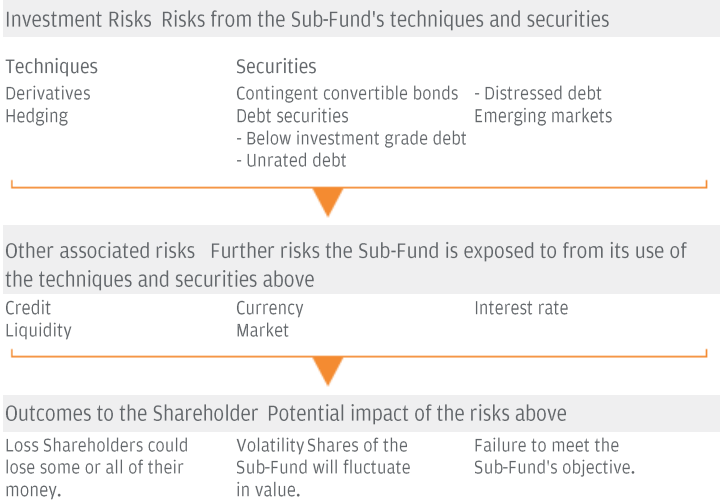 Investment Risks Risks from the Sub-Fund's techniques and securities
Techniques
Derivatives
Hedging
Securities
Contingent convertible bonds
Debt securities
- Below investment grade debt
- Unrated debt
- Distressed debt
Emerging markets
Other associated risks Further risks the Sub-Fund is exposed to from its use of
the techniques and securities above
Credit
Liquidity
Currency
Market
Interest rate
Outcomes to the Shareholder Potential impact of the risks above
Loss Shareholders could
lose some or all of their
money.
Volatility Shares of the
Sub-Fund will fluctuate
in value.
Failure to meet the
Sub-Fund's objective.